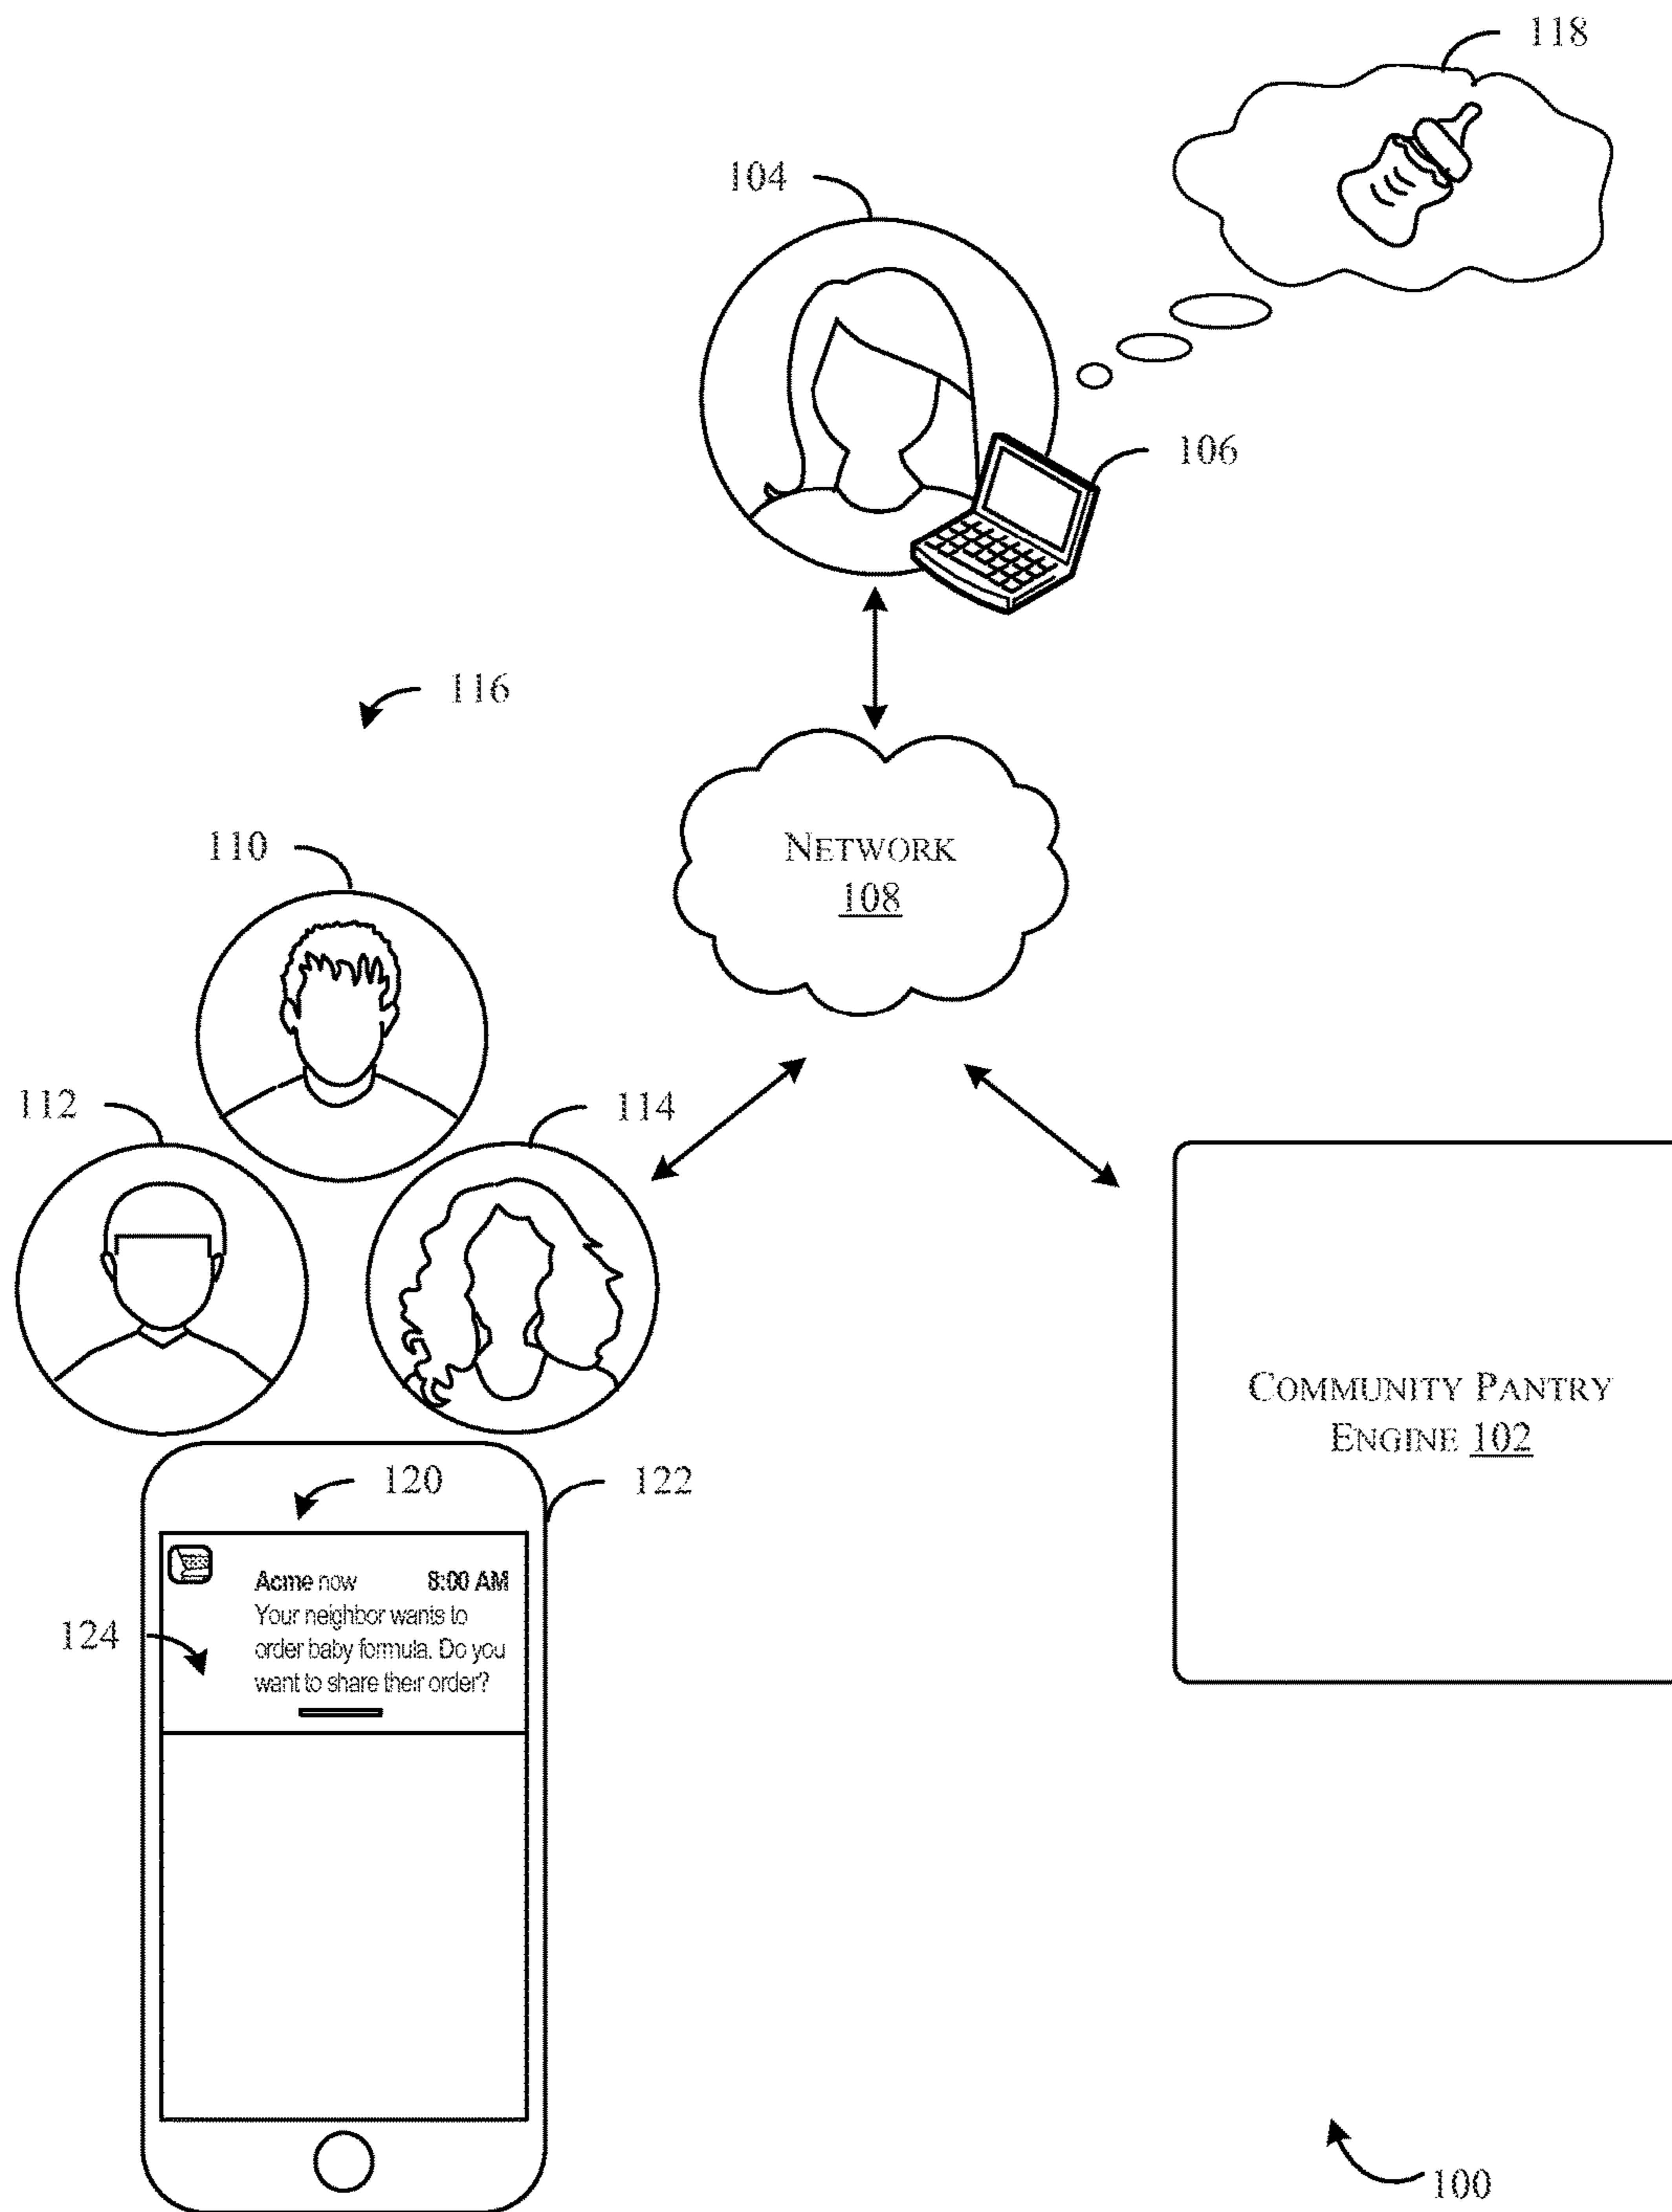 118
104
106
116
NETWORK
108
110
112
114
COMMUNITY PANTRY
ENGINE 102
120
122
Acme now 8:00 AM
Your neighbor wants to
order baby formula. Do you
want to share their order?
124
100